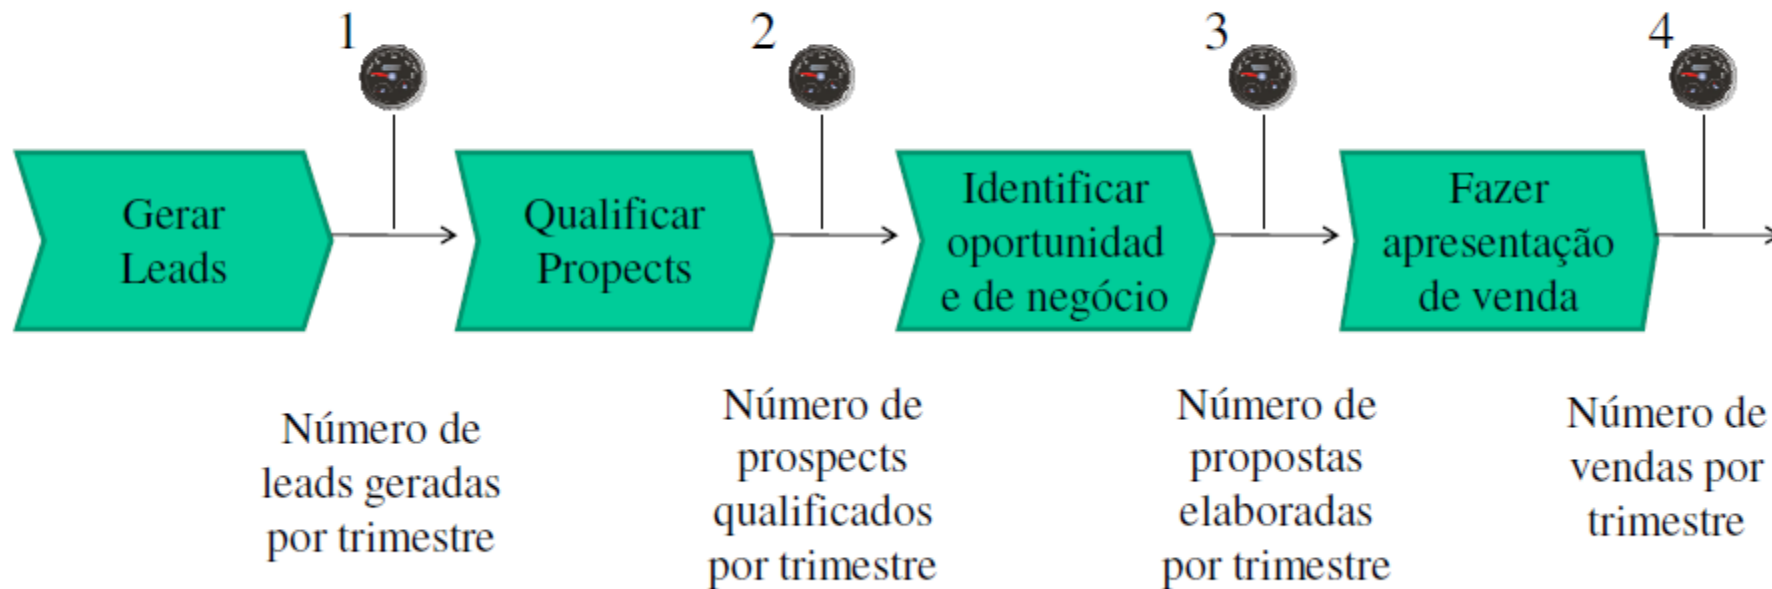 1
2
3
4
Gerar
Leads
Qualificar
Propects
Identificar
oportunidad
e de negócio
Fazer
apresentação
de venda
Número de
leads geradas
por trimestre
Número de
prospects
qualificados
por trimestre
Número de
propostas
elaboradas
por trimestre
Número de
vendas por
trimestre